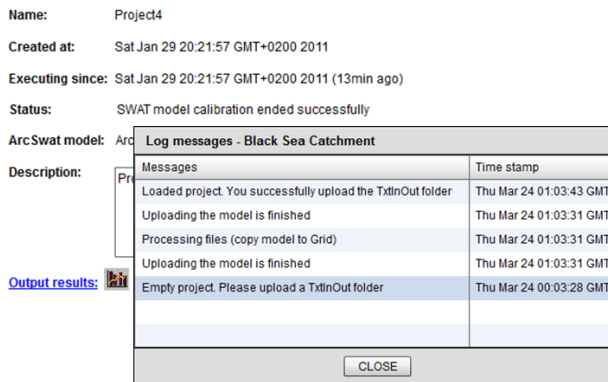 Name: Project4
Created at: Sat Jan 29 20:21:57 GMT+0200 2011
Executing since: Sat Jan 29 20:21:57 GMT+0200 2011 (13min ago)
Status: SWAT model calibration ended successfully
ArcSwat model: Arc
Description: Pro
Output results:
Log messages - Black Sea Catchment
Messages Time stamp
Loaded project. You successfully upload the TxtInOut folder Thu Mar 24 01:03:43 GMT
Uploading the model is finished Thu Mar 24 01:03:31 GMT
Processing files (copy model to Grid) Thu Mar 24 01:03:31 GMT
Uploading the model is finished Thu Mar 24 01:03:31 GMT
Empty project. Please upload a TxtInOut folder Thu Mar 24 00:03:28 GMT
CLOSE